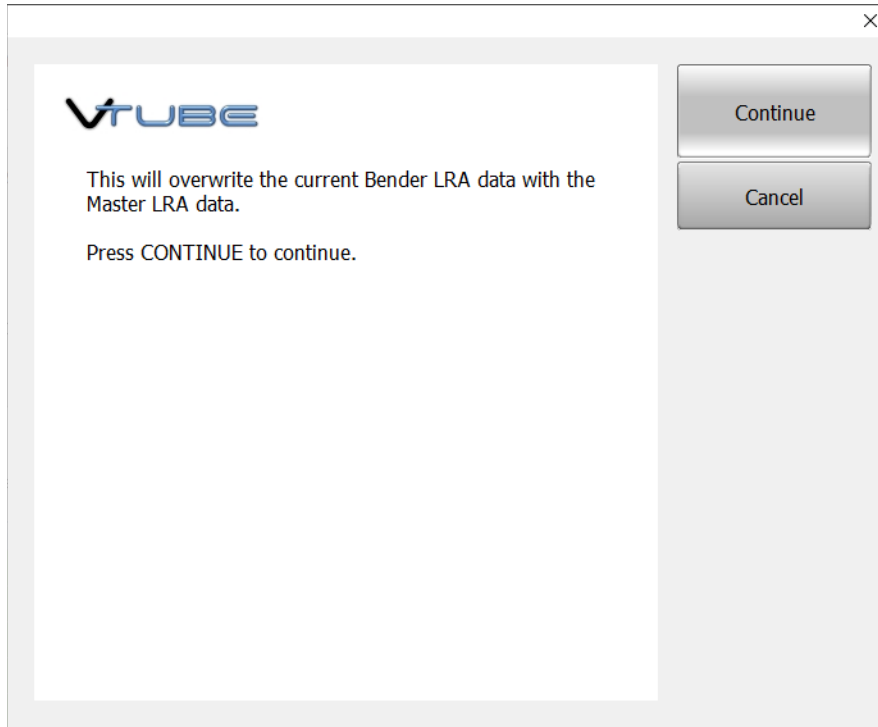 VTUBE
This will overwrite the current Bender LRA data with the
Master LRA data.
Press CONTINUE to continue.
Continue
Cancel